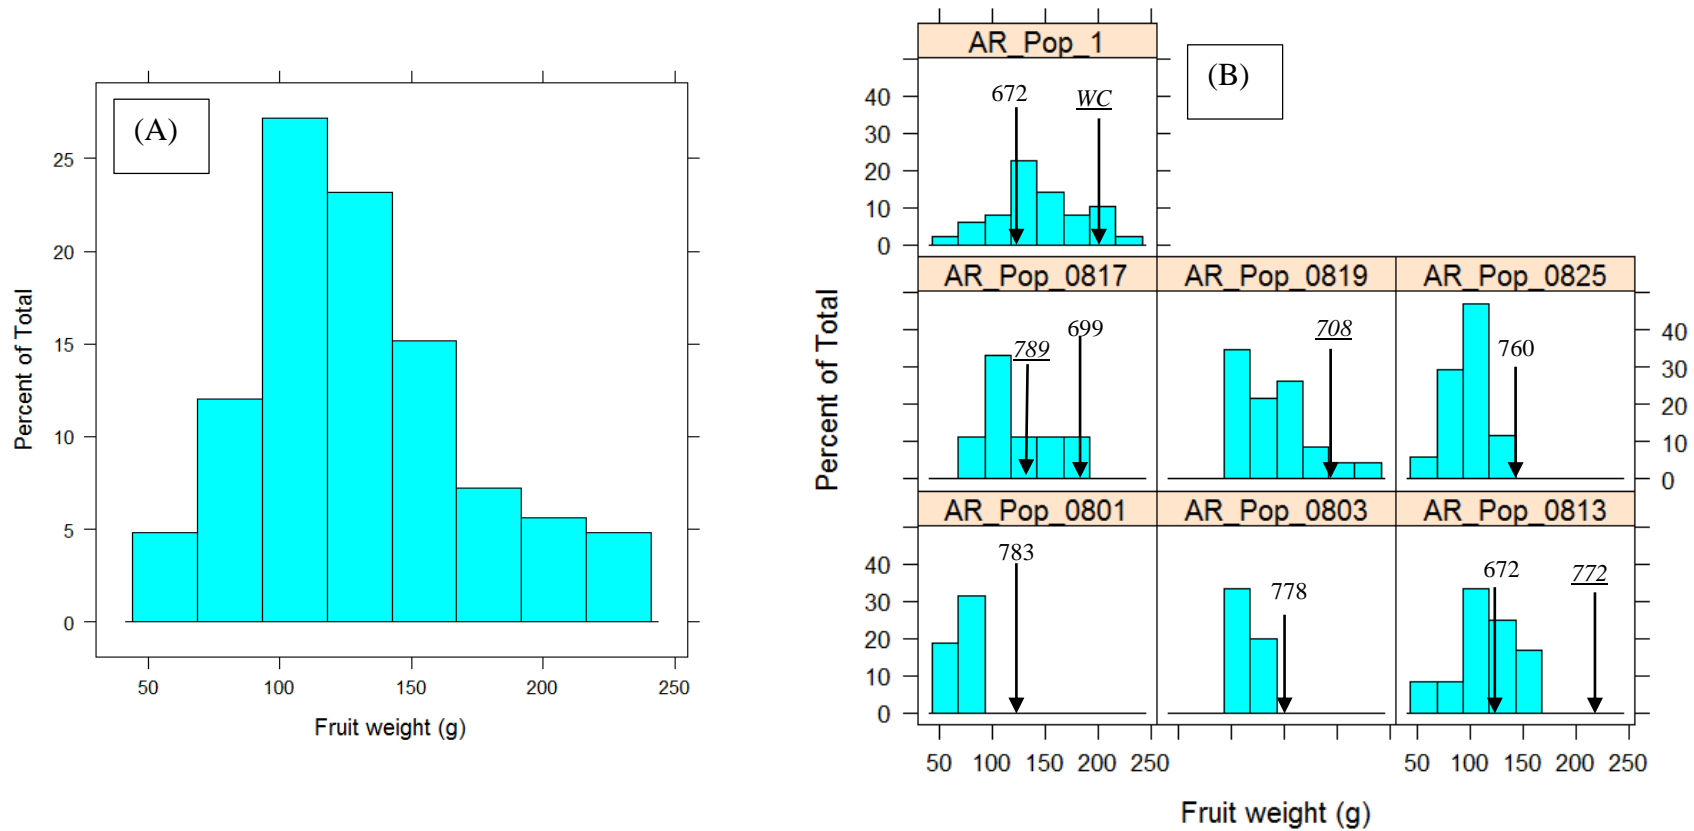 (A)
Percent of Total
25
20
15
10
5
0
50 100 150 200 250
Fruit weight (g)
(B)
Percent of Total
AR_Pop_1
672 WC
40
30
20
10
0
AR_Pop_0817 AR_Pop_0819 AR_Pop_0825
789 699 708 760
40
30
20
10
0
AR_Pop_0801 AR_Pop_0803 AR_Pop_0813
783 778 672 772
40
30
20
10
0
50 100 150 200 250 50 100 150 200 250
Fruit weight (g)